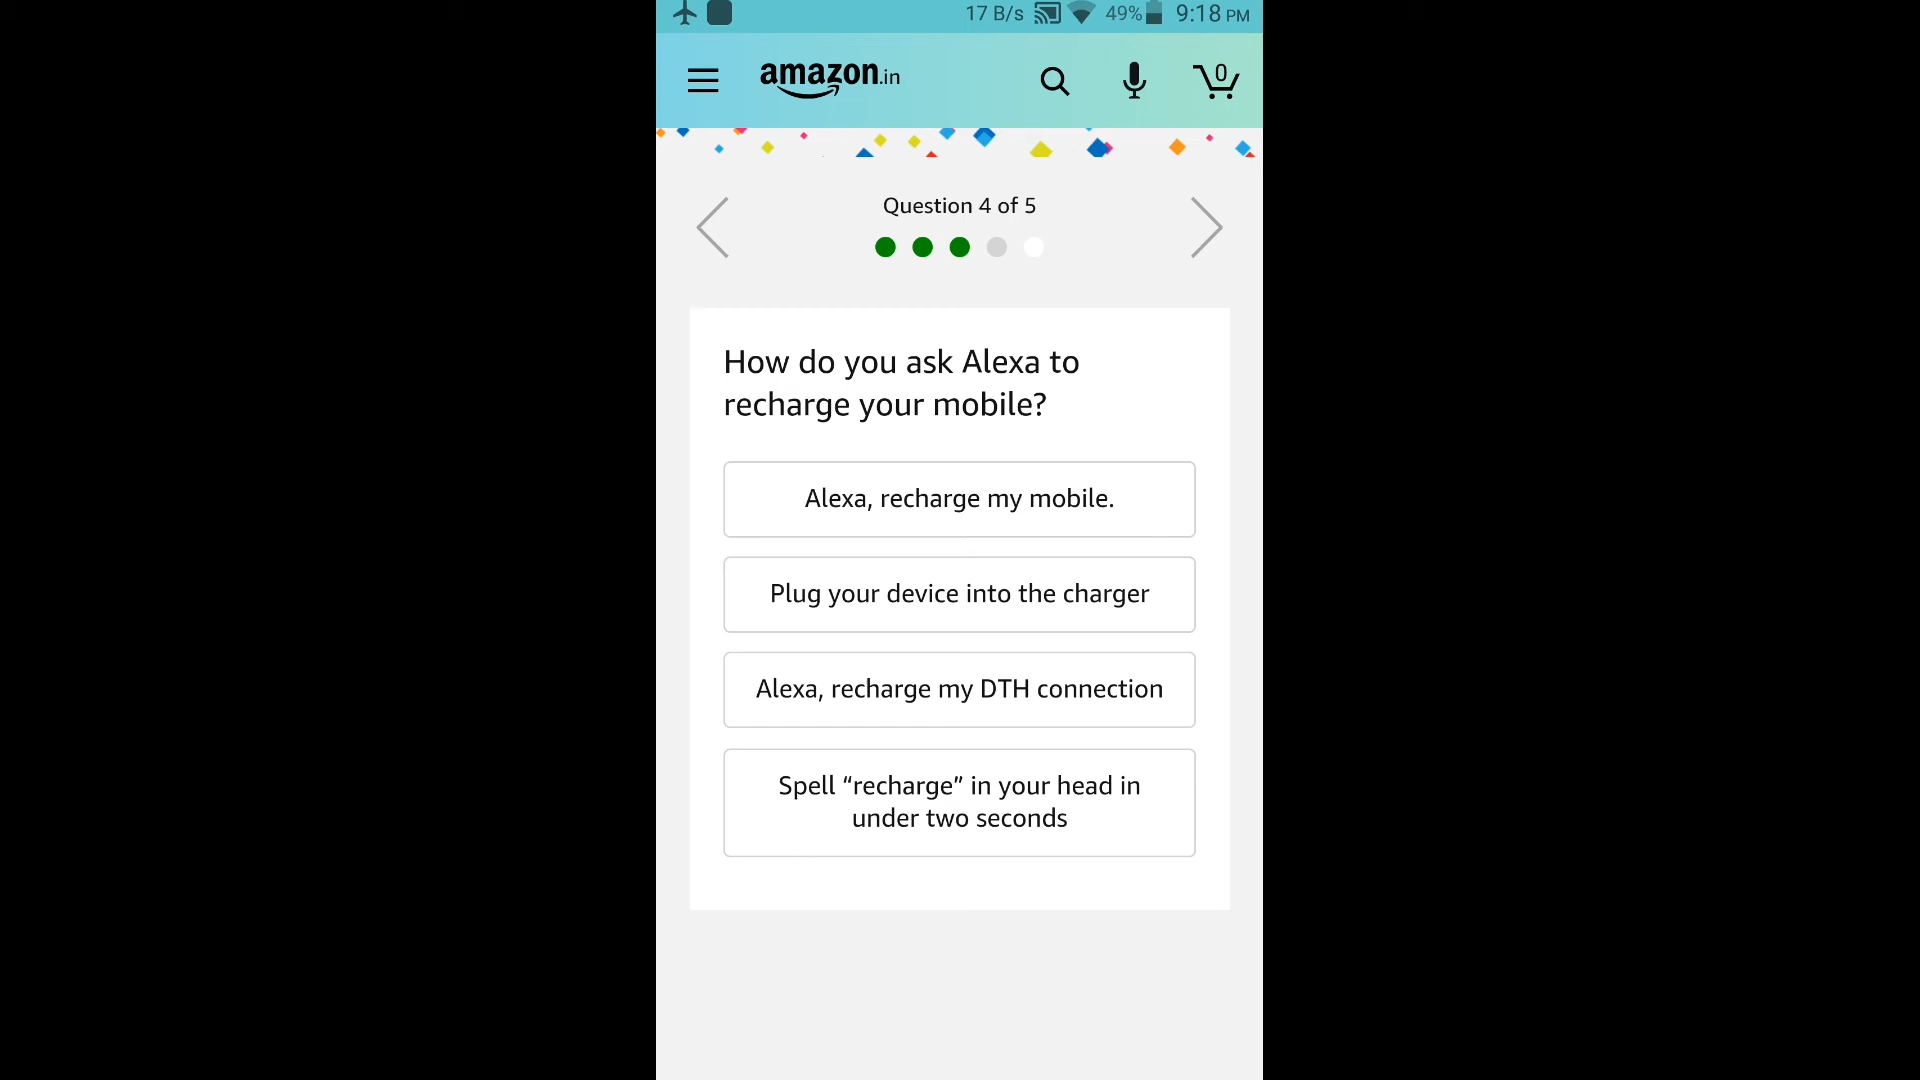 17 B/s 49% 9:18 PM
amazon.in 0
Question 4 of 5
How do you ask Alexa to
recharge your mobile?
Alexa, recharge my mobile.
Plug your device into the charger
Alexa, recharge my DTH connection
Spell “recharge” in your head in
under two seconds